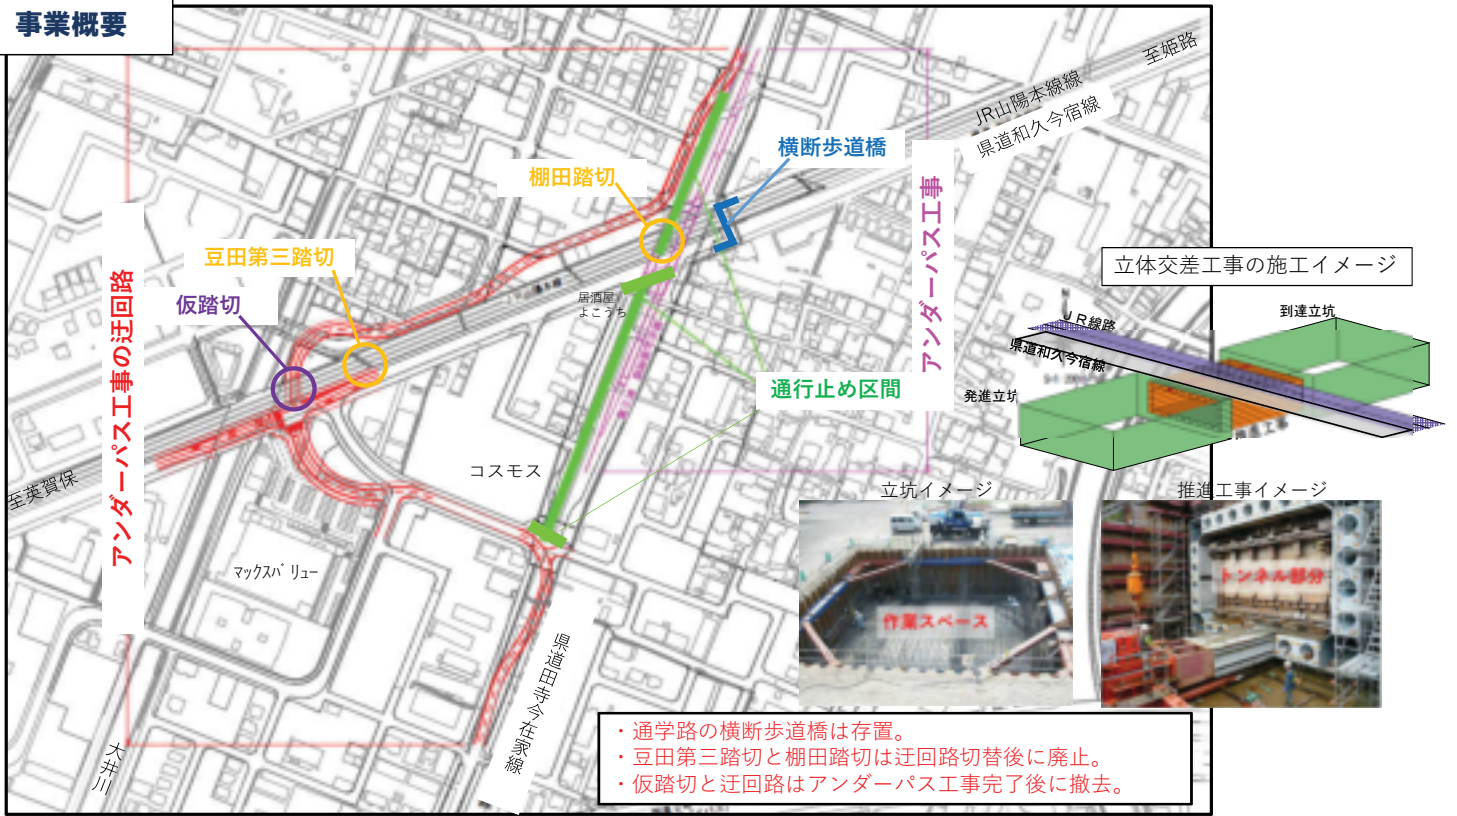 事業概要
至姫路
JR山陽本線線
県道和久今宿線
横断歩道橋
棚田踏切
アンダーパス工事
豆田第三踏切
仮踏切
アンダーパス工事の迂回路
居酒屋
よこうち
通行止め区間
コスモス
至英賀保
マックスバリュー
県道田寺今在家線
大井川
立体交差工事の施工イメージ
到達立坑
JR線路
県道和久今宿線
発進立坑
立坑イメージ
推進工事イメージ
作業スペース
トンネル部分
・通学路の横断歩道橋は存置。
・豆田第三踏切と棚田踏切は迂回路切替後に廃止。
・仮踏切と迂回路はアンダーパス工事完了後に撤去。